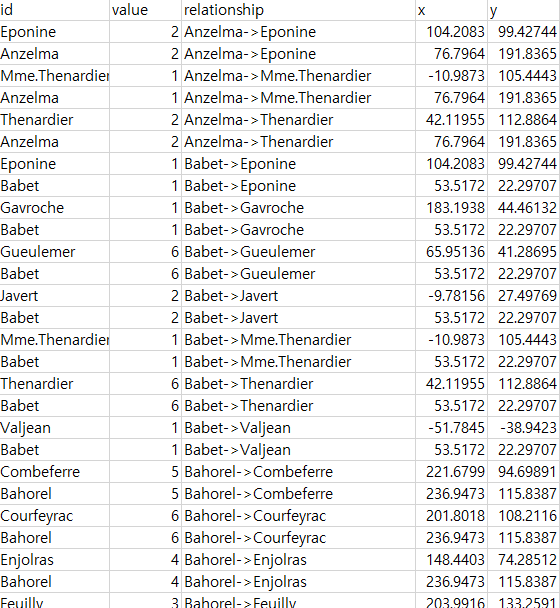 id value relationship x y
Eponine 2 Anzelma->Eponine 104.2083 99.42744
Anzelma 2 Anzelma->Eponine 76.7964 191.8365
Mme.Thenardier 1 Anzelma->Mme.Thenardier -10.9873 105.4443
Anzelma 1 Anzelma->Mme.Thenardier 76.7964 191.8365
Thenardier 2 Anzelma->Thenardier 42.11955 112.8864
Anzelma 2 Anzelma->Thenardier 76.7964 191.8365
Eponine 1 Babet->Eponine 104.2083 99.42744
Babet 1 Babet->Eponine 53.5172 22.29707
Gavroche 1 Babet->Gavroche 183.1938 44.46132
Babet 1 Babet->Gavroche 53.5172 22.29707
Gueulemer 6 Babet->Gueulemer 65.95136 41.28695
Babet 6 Babet->Gueulemer 53.5172 22.29707
Javert 2 Babet->Javert -9.78156 27.49769
Babet 2 Babet->Javert 53.5172 22.29707
Mme.Thenardier 1 Babet->Mme.Thenardier -10.9873 105.4443
Babet 1 Babet->Mme.Thenardier 53.5172 22.29707
Thenardier 6 Babet->Thenardier 42.11955 112.8864
Babet 6 Babet->Thenardier 53.5172 22.29707
Valjean 1 Babet->Valjean -51.7845 -38.9423
Babet 1 Babet->Valjean 53.5172 22.29707
Combeferre 5 Bahorel->Combeferre 221.6799 94.69891
Bahorel 5 Bahorel->Combeferre 236.9473 115.8387
Courfeyrac 6 Bahorel->Courfeyrac 201.8018 108.2116
Bahorel 6 Bahorel->Courfeyrac 236.9473 115.8387
Enjolras 4 Bahorel->Enjolras 148.4403 74.28512
Bahorel 4 Bahorel->Enjolras 236.9473 115.8387
Feuilly 3 Bahorel->Feuilly 203.9916 133.2591